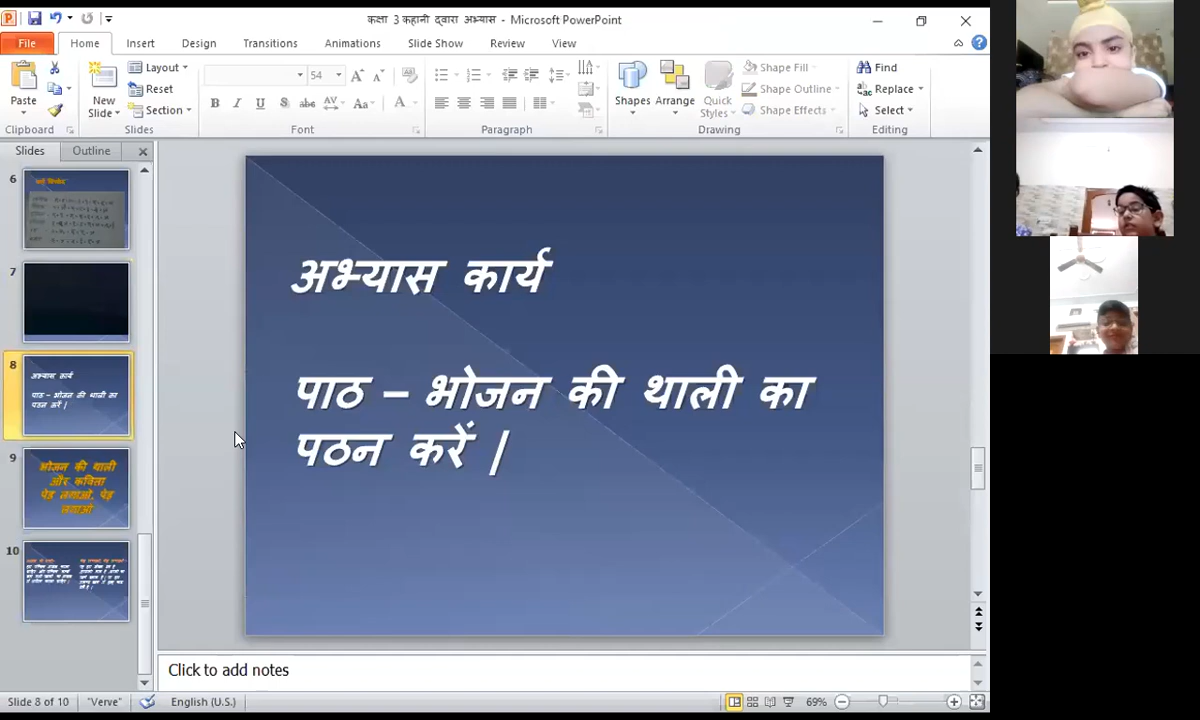 कक्षा 3 कहानी द्वारा अभ्यास - Microsoft PowerPoint
File Home Insert Design Transitions Animations Slide Show Review View
Paste
New Slide
Layout
Reset
Section
54
Shapes
Arrange
Quick Styles
Shape Fill
Shape Outline
Shape Effects
Find
Replace
Select
Clipboard Slides Font Paragraph Drawing Editing
Slides Outline
6
7
8
अभ्यास कार्य
पाठ – भोजन की थाली का
पठन करें |
9
भोजन की थाली
और कविता
पेड़ लगाओ, पेड़
लगाओ
10
अभ्यास कार्य
पाठ – भोजन की थाली का
पठन करें |
Click to add notes
Slide 8 of 10 "Verve" English (U.S.) 69%